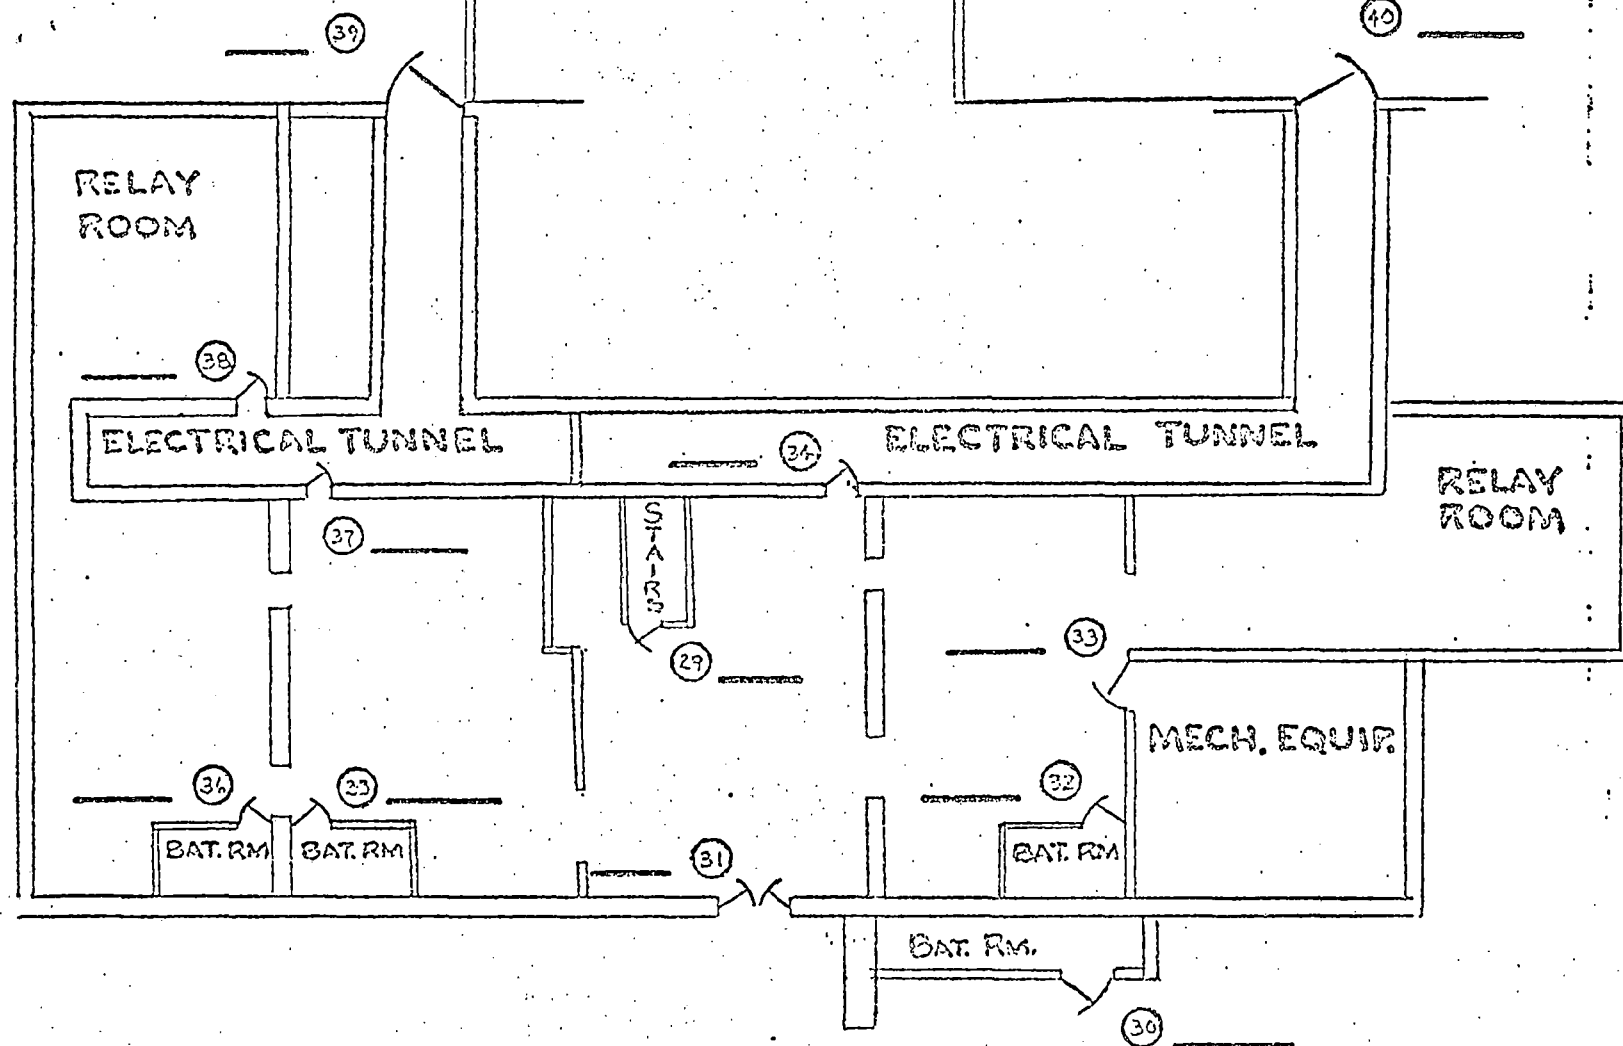 39
40
RELAY
ROOM
38
ELECTRICAL TUNNEL
34
ELECTRICAL TUNNEL
RELAY
ROOM
STAIRS
37
29
33
MECH. EQUIP.
36
32
BAT. RM
BAT. RM
31
BAT. RM
BAT. RM.
30